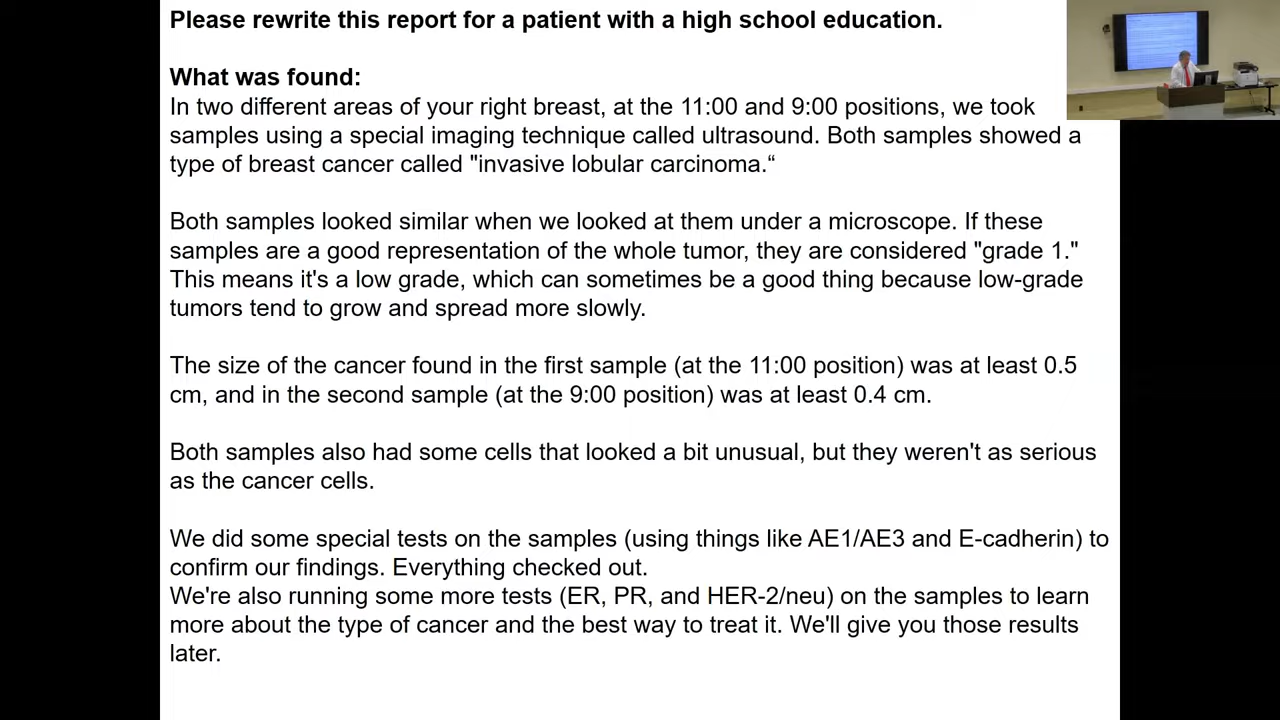 Please rewrite this report for a patient with a high school education.
What was found:
In two different areas of your right breast, at the 11:00 and 9:00 positions, we took
samples using a special imaging technique called ultrasound. Both samples showed a
type of breast cancer called "invasive lobular carcinoma.“
Both samples looked similar when we looked at them under a microscope. If these
samples are a good representation of the whole tumor, they are considered "grade 1."
This means it's a low grade, which can sometimes be a good thing because low-grade
tumors tend to grow and spread more slowly.
The size of the cancer found in the first sample (at the 11:00 position) was at least 0.5
cm, and in the second sample (at the 9:00 position) was at least 0.4 cm.
Both samples also had some cells that looked a bit unusual, but they weren't as serious
as the cancer cells.
We did some special tests on the samples (using things like AE1/AE3 and E-cadherin) to
confirm our findings. Everything checked out.
We're also running some more tests (ER, PR, and HER-2/neu) on the samples to learn
more about the type of cancer and the best way to treat it. We'll give you those results
later.